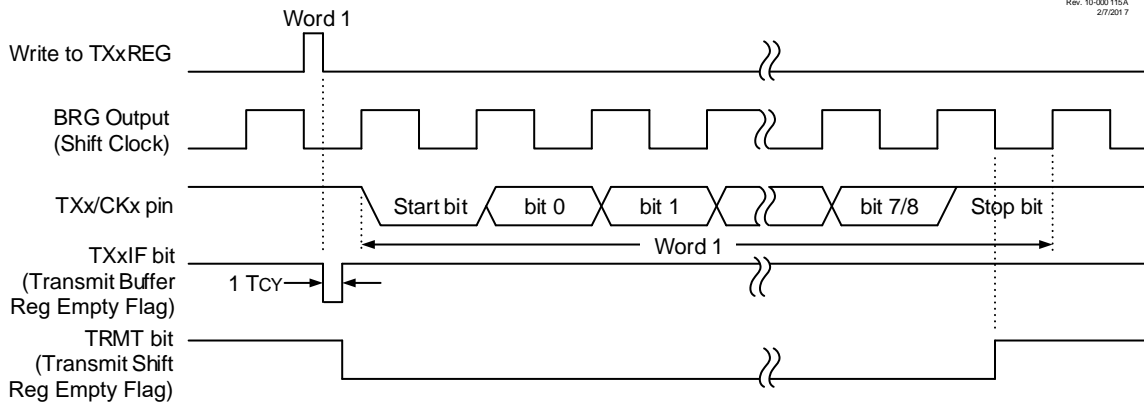 Rev. 10-000 115A
2/7/201 7
Word 1
Write to TXxREG
BRG Output
(Shift Clock)
TXx/CKx pin
Start bit
bit 0
bit 1
bit 7/8
Stop bit
Word 1
TXxIF bit
(Transmit Buffer
Reg Empty Flag)
1 TCY
TRMT bit
(Transmit Shift
Reg Empty Flag)